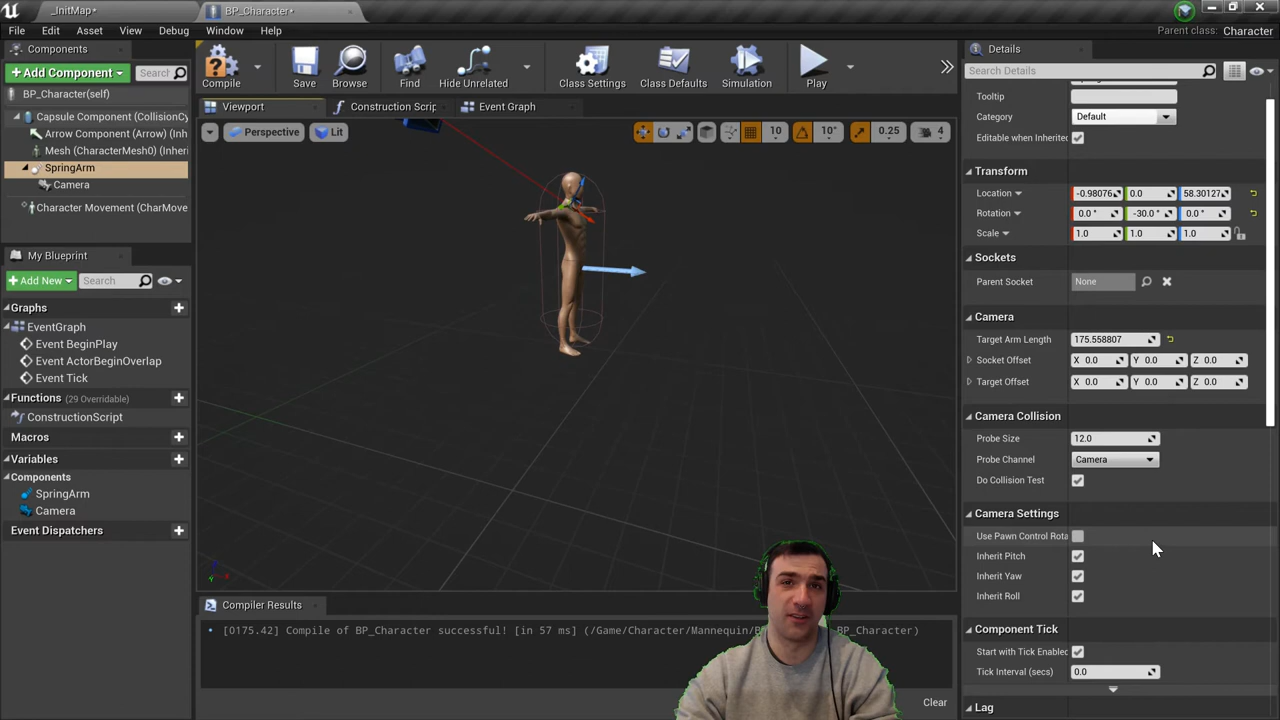 _InitMap•
BP_Character•
File Edit Asset View Debug Window Help
Parent class: Character
Components
+ Add Component
Search
BP_Character(self)
Capsule Component (CollisionCy
Arrow Component (Arrow) (Inh
Mesh (CharacterMesh0) (Inheri
SpringArm
Camera
Character Movement (CharMove
Compile
Save
Browse
Find
Hide Unrelated
Class Settings
Class Defaults
Simulation
Play
Viewport
Construction Scrip
Event Graph
Perspective
Lit
10
10°
0.25
4
My Blueprint
+ Add New
Search
Graphs
EventGraph
Event BeginPlay
Event ActorBeginOverlap
Event Tick
Functions (29 Overridable)
ConstructionScript
Macros
Variables
Components
SpringArm
Camera
Event Dispatchers
Compiler Results
[0175.42] Compile of BP_Character successful! [in 57 ms] (/Game/Character/Mannequin/B BP_Character)
Clear
Details
Search Details
Tooltip
Category Default
Editable when Inherited
Transform
Location -0.98076 0.0 58.30127
Rotation 0.0° -30.0° 0.0°
Scale 1.0 1.0 1.0
Sockets
Parent Socket None
Camera
Target Arm Length 175.558807
Socket Offset X 0.0 Y 0.0 Z 0.0
Target Offset X 0.0 Y 0.0 Z 0.0
Camera Collision
Probe Size 12.0
Probe Channel Camera
Do Collision Test
Camera Settings
Use Pawn Control Rota
Inherit Pitch
Inherit Yaw
Inherit Roll
Component Tick
Start with Tick Enabled
Tick Interval (secs) 0.0
Lag